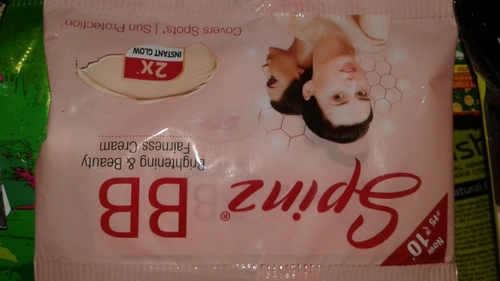 Now
₹ 10
Spinz®
BB
Brightening & Beauty
Fairness Cream
2X*
INSTANT GLOW
Covers Spots* | Sun Protection